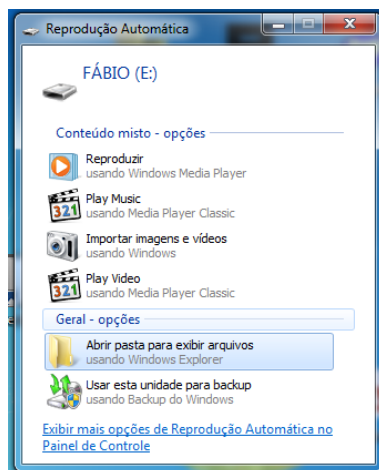 Reprodução Automática
FÁBIO (E:)
Conteúdo misto - opções
Reproduzir
usando Windows Media Player
Play Music
usando Media Player Classic
Importar imagens e vídeos
usando Windows
Play Video
usando Media Player Classic
Geral - opções
Abrir pasta para exibir arquivos
usando Windows Explorer
Usar esta unidade para backup
usando Backup do Windows
Exibir mais opções de Reprodução Automática no
Painel de Controle